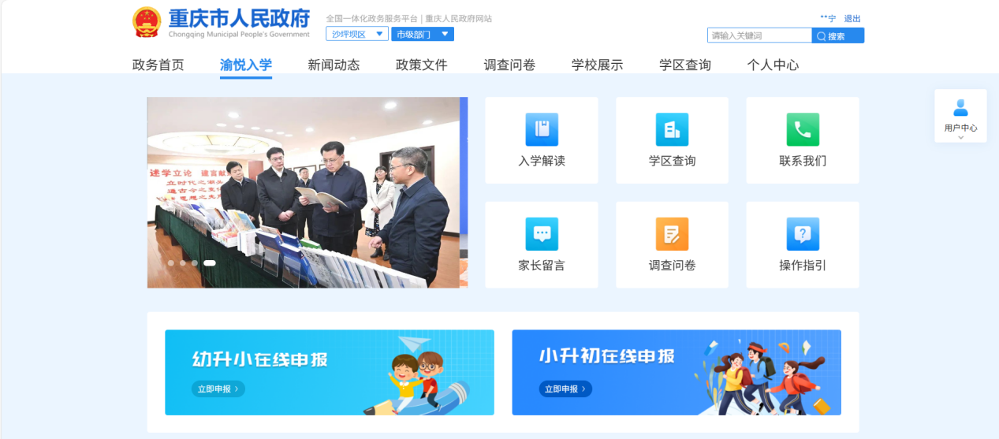 重庆市人民政府
Chongqing Municipal People's Government
全国一体化政务服务平台 | 重庆人民政府网站
沙坪坝区 市级部门
**宁 退出
请输入关键词 搜索
政务首页 渝悦入学 新闻动态 政策文件 调查问卷 学校展示 学区查询 个人中心
述学立论 建言献
立时代之潮头
通古今之变化
思想之先
入学解读 学区查询 联系我们
用户中心
家长留言 调查问卷 操作指引
幼升小在线申报
立即申报
小升初在线申报
立即申报